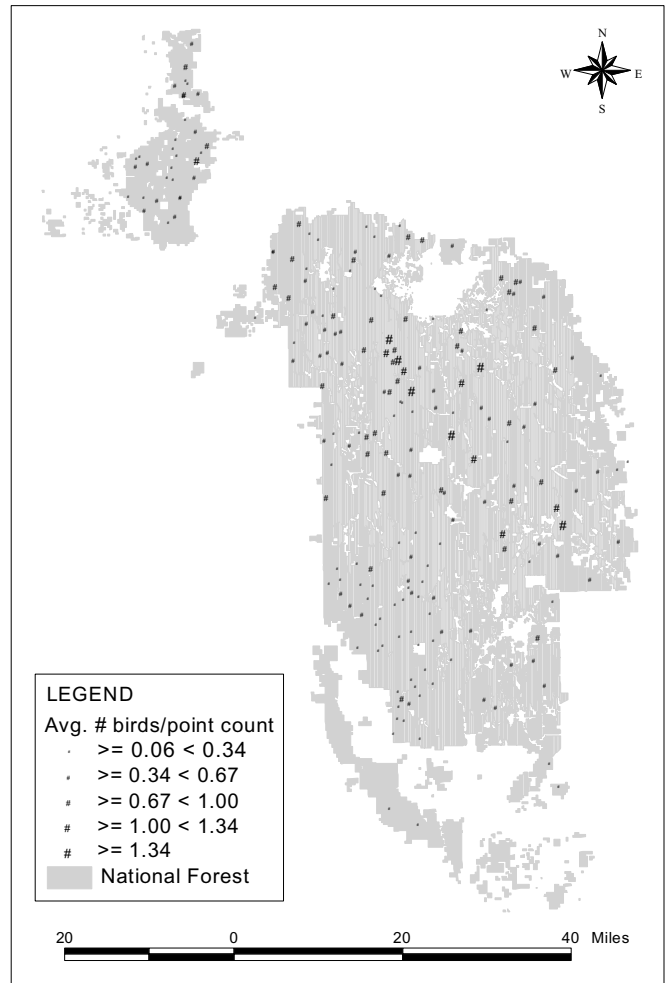 N
W E
S
LEGEND
Avg. # birds/point count
>= 0.06 < 0.34
>= 0.34 < 0.67
>= 0.67 < 1.00
# >= 1.00 < 1.34
# >= 1.34
National Forest
20 0 20 40 Miles